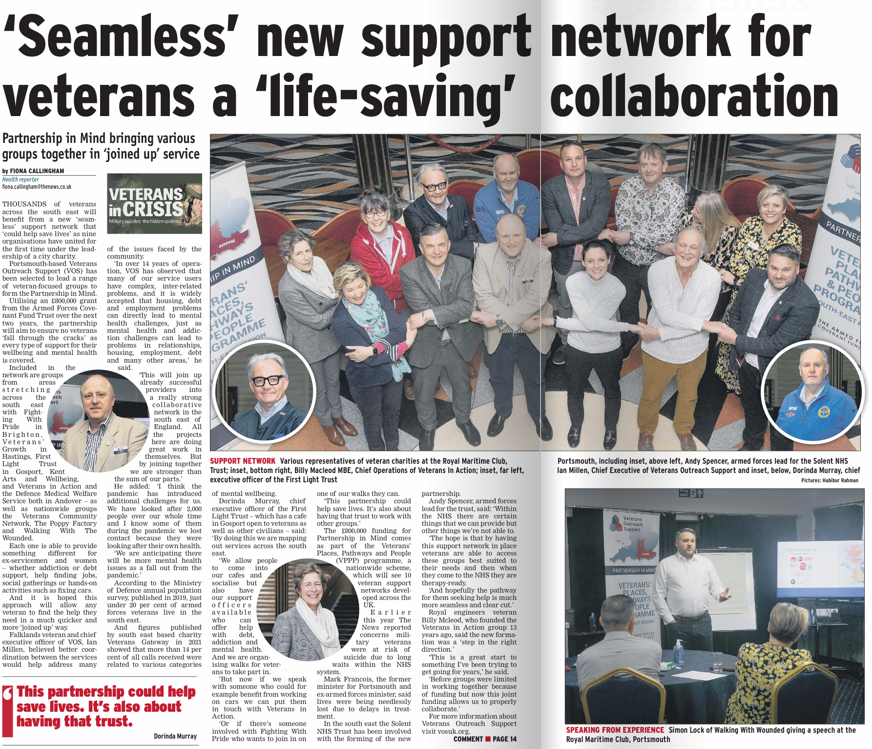 ‘Seamless’ new support network for
veterans a ‘life-saving’ collaboration
Partnership in Mind bringing various
groups together in ‘joined up’ service
by FIONA CALLINGHAM
Health reporter
fiona.callingham@thenews.co.uk
VETERANS
in CRISIS
Military suicides - the hidden epidemic
THOUSANDS of veterans
across the south east will
benefit from a new ‘seam-
less’ support network that
‘could help save lives’ as nine
organisations have united for
the first time under the lead-
ership of a city charity.
Portsmouth-based Veterans
Outreach Support (VOS) has
been selected to lead a range
of veteran-focused groups to
form the Partnership in Mind.
Utilising an £800,000 grant
from the Armed Forces Cove-
nant Fund Trust over the next
two years, the partnership
will aim to ensure no veterans
‘fall through the cracks’ as
every type of support for their
wellbeing and mental health
is covered.
Included in the
network are groups
from areas
stretching
across the
south east
with Fight-
ing With
Pride in
Brighton,
Veterans’
Growth in
Hastings, First
Light Trust
in Gosport, Kent
Arts and Wellbeing,
and Veterans in Action and
the Defence Medical Welfare
Service both in Andover – as
well as nationwide groups
the Veterans Community
Network, The Poppy Factory
and Walking With The
Wounded.
Each one is able to provide
something different for
ex-servicemen and women
– whether addiction or debt
support, help finding jobs,
social gatherings or hands-on
activities such as fixing cars.
And it is hoped this
approach will allow any
veteran to find the help they
need in a much quicker and
more ‘joined up’ way.
Falklands veteran and chief
executive officer of VOS, Ian
Millen, believed better coor-
dination between the services
would help address many
of the issues faced by the
community.
‘In over 14 years of opera-
tion, VOS has observed that
many of our service users
have complex, inter-related
problems, and it is widely
accepted that housing, debt
and employment problems
can directly lead to mental
health challenges, just as
mental health and addic-
tion challenges can lead to
problems in relationships,
housing, employment, debt
and many other areas,’ he
said.
‘This will join up
already successful
providers into
a really strong
collaborative
network in the
south east of
England. All
the projects
here are doing
great work in
themselves. But
by joining together
we are stronger than
the sum of our parts.’
He added: ‘I think the
pandemic has introduced
additional challenges for us.
We have looked after 2,000
people over our whole time
and I know some of them
during the pandemic we lost
contact because they were
looking after their own health.
‘We are anticipating there
will be more mental health
issues as a fall out from the
pandemic.’
According to the Ministry
of Defence annual population
survey, published in 2019, just
under 20 per cent of armed
forces veterans live in the
south east.
And figures published
by south east based charity
Veterans Gateway in 2021
showed that more than 14 per
cent of all calls received were
related to various categories
This partnership could help
save lives. It’s also about
having that trust.
Dorinda Murray
SUPPORT NETWORK Various representatives of veteran charities at the Royal Maritime Club,
Trust; inset, bottom right, Billy Macleod MBE, Chief Operations of Veterans In Action; inset, far left,
executive officer of the First Light Trust
Portsmouth, including inset, above left, Andy Spencer, armed forces lead for the Solent NHS
Ian Millen, Chief Executive of Veterans Outreach Support and inset, below, Dorinda Murray, chief
Pictures: Habibur Rahman
of mental wellbeing.
Dorinda Murray, chief
executive officer of the First
Light Trust – which has a cafe
in Gosport open to veterans as
well as other civilians – said:
‘By doing this we are mapping
out services across the south
east.
‘We allow people
to come into
our cafes and
socialise but
also have
our support
officers
available
who can
offer help
with debt,
addiction and
mental health.
And we are organ-
ising walks for veter-
ans to take part in.
‘But now if we speak
with someone who could for
example benefit from working
on cars we can put them
in touch with Veterans in
Action.
‘Or if there’s someone
involved with Fighting With
Pride who wants to join in on
one of our walks they can.
‘This partnership could
help save lives. It’s also about
having that trust to work with
other groups.’
The £800,000 funding for
Partnership in Mind comes
as part of the Veterans’
Places, Pathways and People
(VPPP) programme, a
nationwide scheme,
which will see 10
veteran support
networks devel-
oped across the
UK.
Earlier
this year The
News reported
concerns mili-
tary veterans
were at risk of
suicide due to long
waits within the NHS
system.
Mark Francois, the former
minister for Portsmouth and
ex-armed forces minister, said
lives were being needlessly
lost due to delays in treat-
ment.
In the south east the Solent
NHS Trust has been involved
with the forming of the new
partnership.
Andy Spencer, armed forces
lead for the trust, said: ‘Within
the NHS there are certain
things that we can provide but
other things we’re not able to.
‘The hope is that by having
this support network in place
veterans are able to access
these groups best suited to
their needs and then when
they come to the NHS they are
therapy-ready.
‘And hopefully the pathway
for them seeking help is much
more seamless and clear cut.’
Royal engineers veteran
Billy Mcleod, who founded the
Veterans in Action group 13
years ago, said the new forma-
tion was a ‘step in the right
direction.’
‘This is a great start to
something I’ve been trying to
get going for years,’ he said.
‘Before groups were limited
in working together because
of funding but now this joint
funding allows us to properly
collaborate.’
For more information about
Veterans Outreach Support
visit vosuk.org.
COMMENT ■ PAGE 14
SPEAKING FROM EXPERIENCE Simon Lock of Walking With Wounded giving a speech at the
Royal Maritime Club, Portsmouth